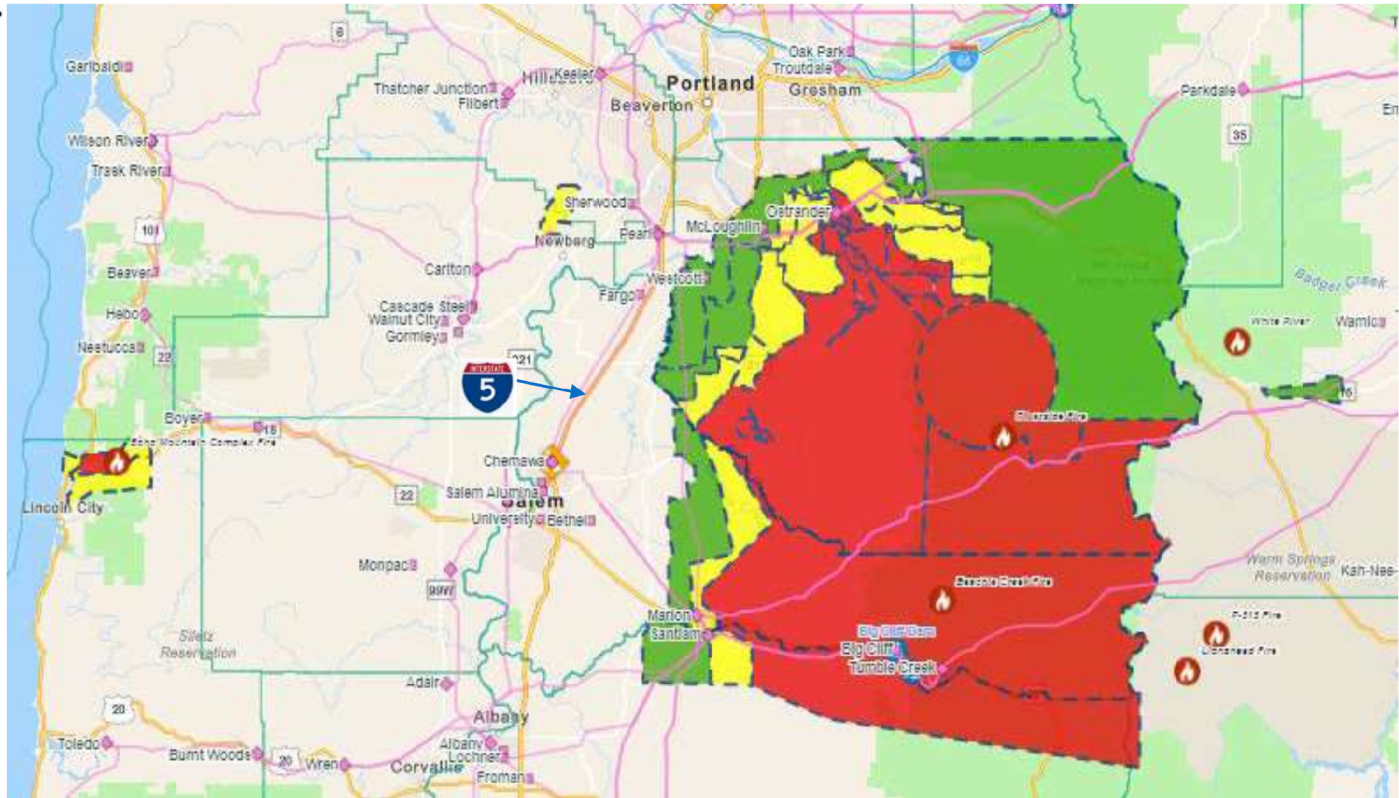 6
Garibaldi
Oak Park
Troutdale
84
Keeler
Thatcher Junction
Filbert
Portland
Beaverton
Gresham
Parkdale
35
Wilson River
Trask River
Sherwood
Ostrander
101
Newberg
Pearl
McLoughlin
Beaver
Carlton
Westcott
Fargo
Badger Creek
Hebo
Cascade Steel
Walnut City
Gormley
White River
Wamic
Nestucca
22
221
INTERSTATE
5
Boyer
18
Riverside Fire
Echo Mountain Complex Fire
Chemawa
Lincoln City
22
Salem Alumina
Salem
University
Bethel
Monpac
99W
Warm Springs
Reservation
Kah-Nee-
Beachie Creek Fire
Marion
Santiam
Siletz
Reservation
Big Cliff Dam
Big Cliff
Tumble Creek
P-515 Fire
Lionshead Fire
Adair
20
Albany
Toledo
Burnt Woods
20
Wren
Albany
Lochner
Corvallis
Froman